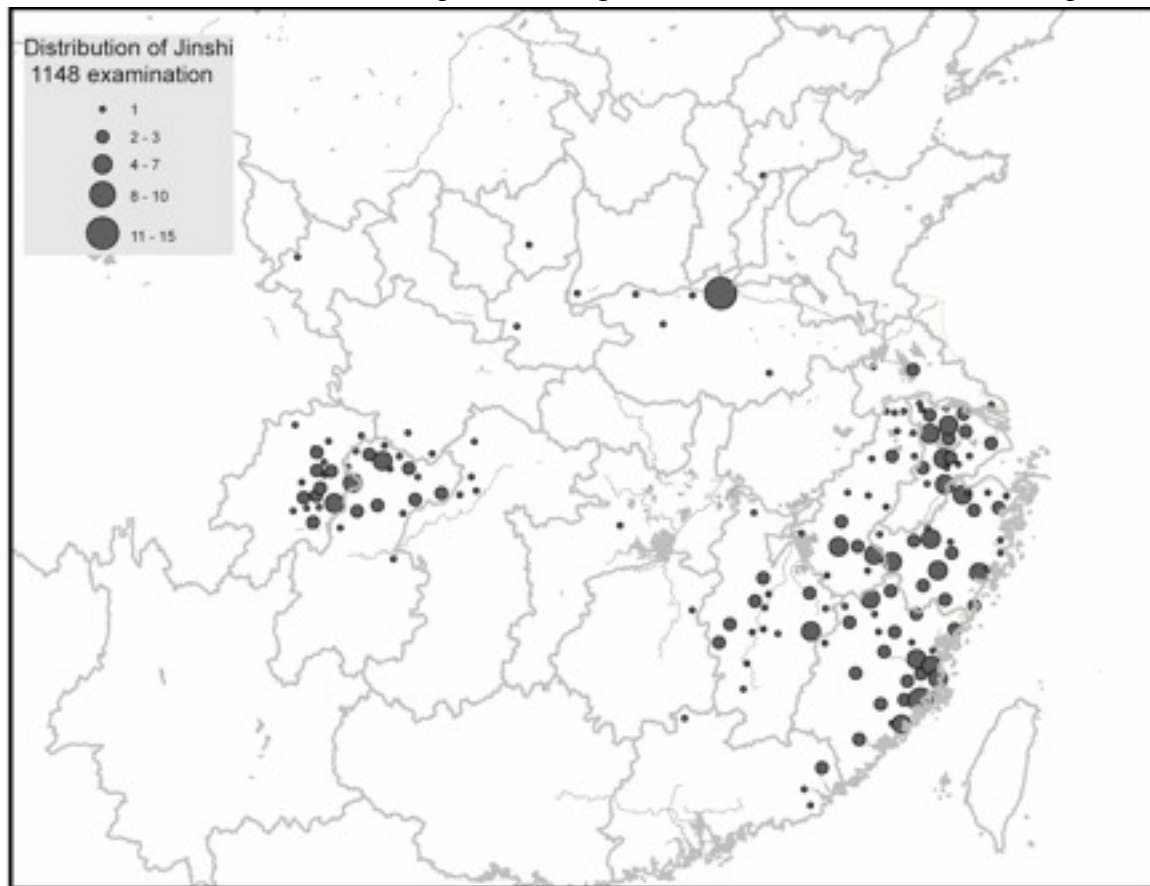 Distribution of Jinshi
1148 examination
1
2 - 3
4 - 7
8 - 10
11 - 15